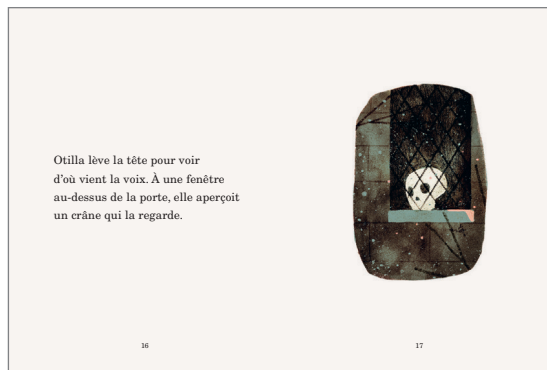 Otilla lève la tête pour voir
d’où vient la voix. À une fenêtre
au-dessus de la porte, elle aperçoit
un crâne qui la regarde.
16
17